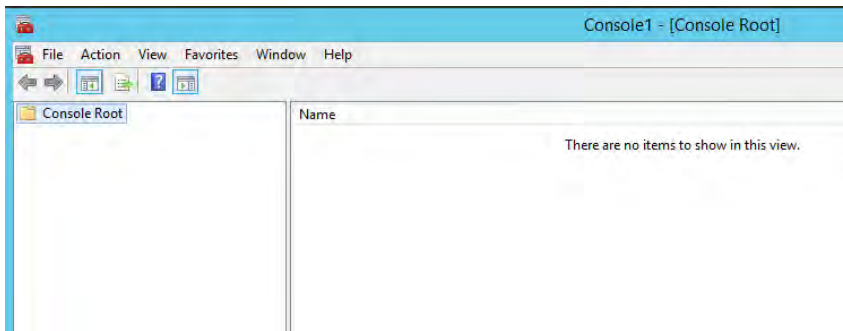 Console1 - [Console Root]
File Action View Favorites Window Help
Console Root
Name
There are no items to show in this view.